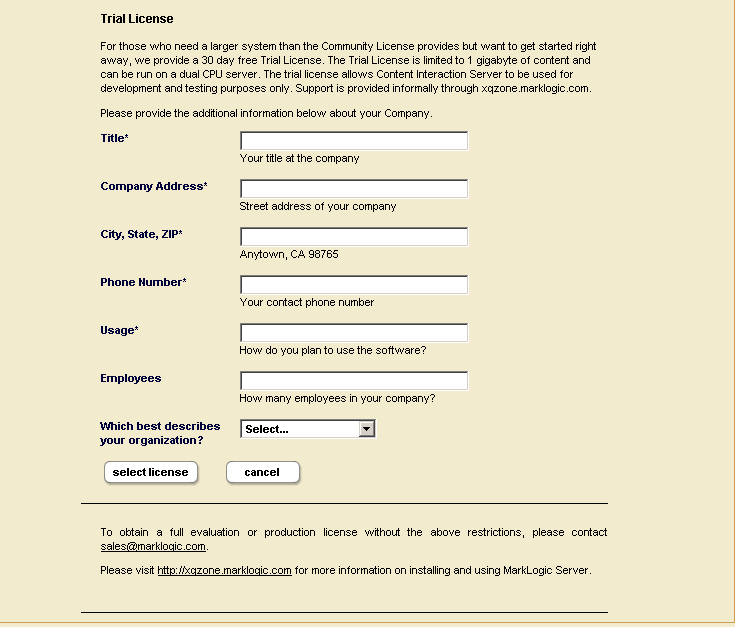 Trial License
For those who need a larger system than the Community License provides but want to get started right
away, we provide a 30 day free Trial License. The Trial License is limited to 1 gigabyte of content and
can be run on a dual CPU server. The trial license allows Content Interaction Server to be used for
development and testing purposes only. Support is provided informally through xqzone.marklogic.com.
Please provide the additional information below about your Company.
Title*
Your title at the company
Company Address*
Street address of your company
City, State, ZIP*
Anytown, CA 98765
Phone Number*
Your contact phone number
Usage*
How do you plan to use the software?
Employees
How many employees in your company?
Which best describes
your organization?
Select...
select license cancel
To obtain a full evaluation or production license without the above restrictions, please contact
sales@marklogic.com.
Please visit http://xqzone.marklogic.com for more information on installing and using MarkLogic Server.